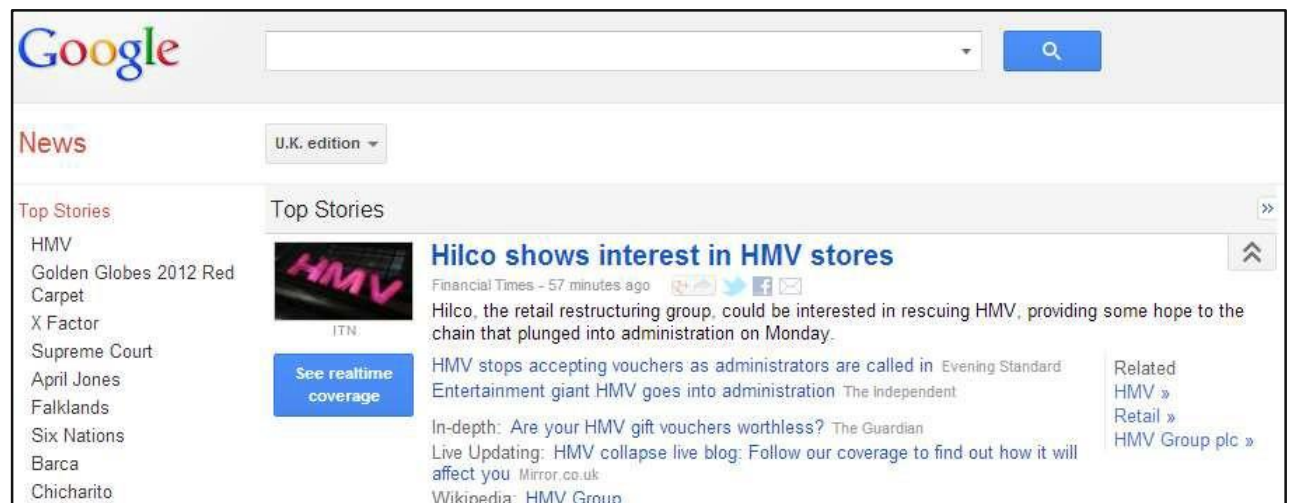 Google
News
U.K. edition
Top Stories
HMV
Golden Globes 2012 Red
Carpet
X Factor
Supreme Court
April Jones
Falklands
Six Nations
Barca
Chicharito
Top Stories
»
HMV
ITN
See realtime
coverage
Hilco shows interest in HMV stores
Financial Times - 57 minutes ago
Hilco, the retail restructuring group, could be interested in rescuing HMV, providing some hope to the
chain that plunged into administration on Monday.
HMV stops accepting vouchers as administrators are called in Evening Standard
Entertainment giant HMV goes into administration The Independent
In-depth: Are your HMV gift vouchers worthless? The Guardian
Live Updating: HMV collapse live blog: Follow our coverage to find out how it will
affect you Mirror.co.uk
Wikipedia: HMV Group
Related
HMV »
Retail »
HMV Group plc »